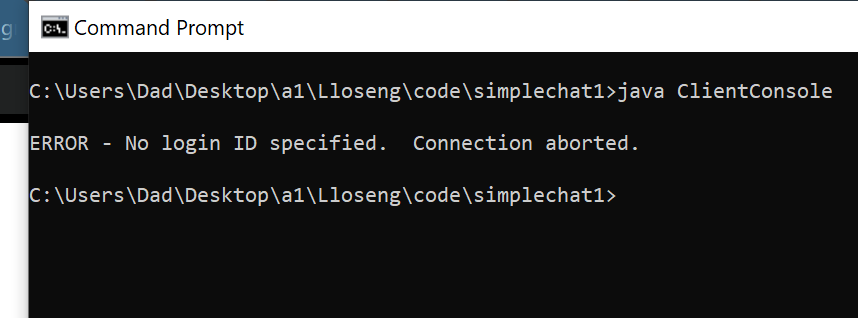 g
C:\. Command Prompt
C:\Users\Dad\Desktop\a1\Lloseng\code\simplechat1>java ClientConsole
ERROR - No login ID specified.  Connection aborted.
C:\Users\Dad\Desktop\a1\Lloseng\code\simplechat1>